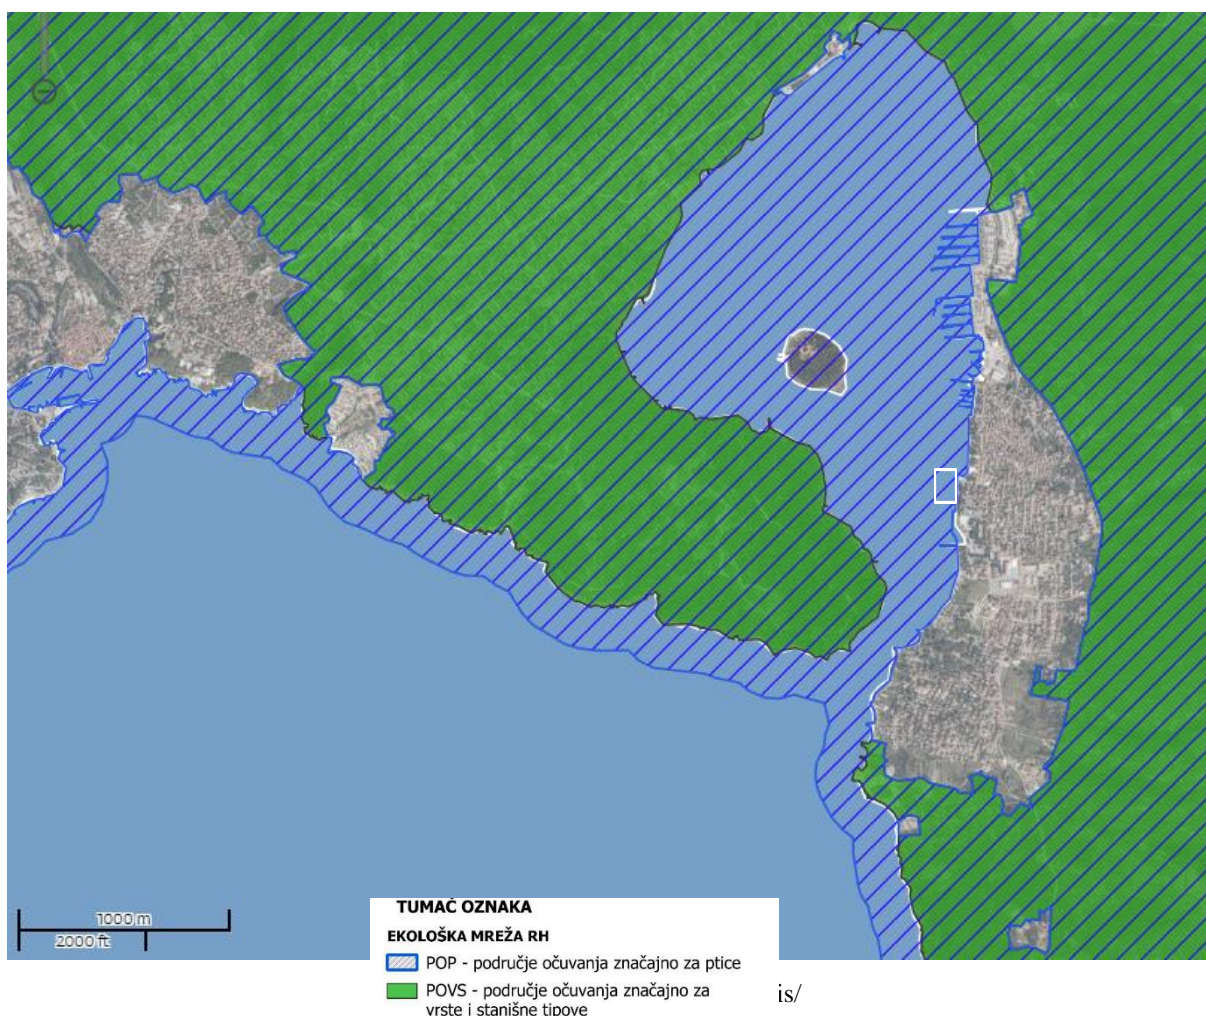 1000 m
2000 ft
TUMAČ OZNAKA
EKOLOŠKA MREŽA RH
POP - područje očuvanja značajno za ptice
POVS - područje očuvanja značajno za
vrste i stanišne tipove
is/